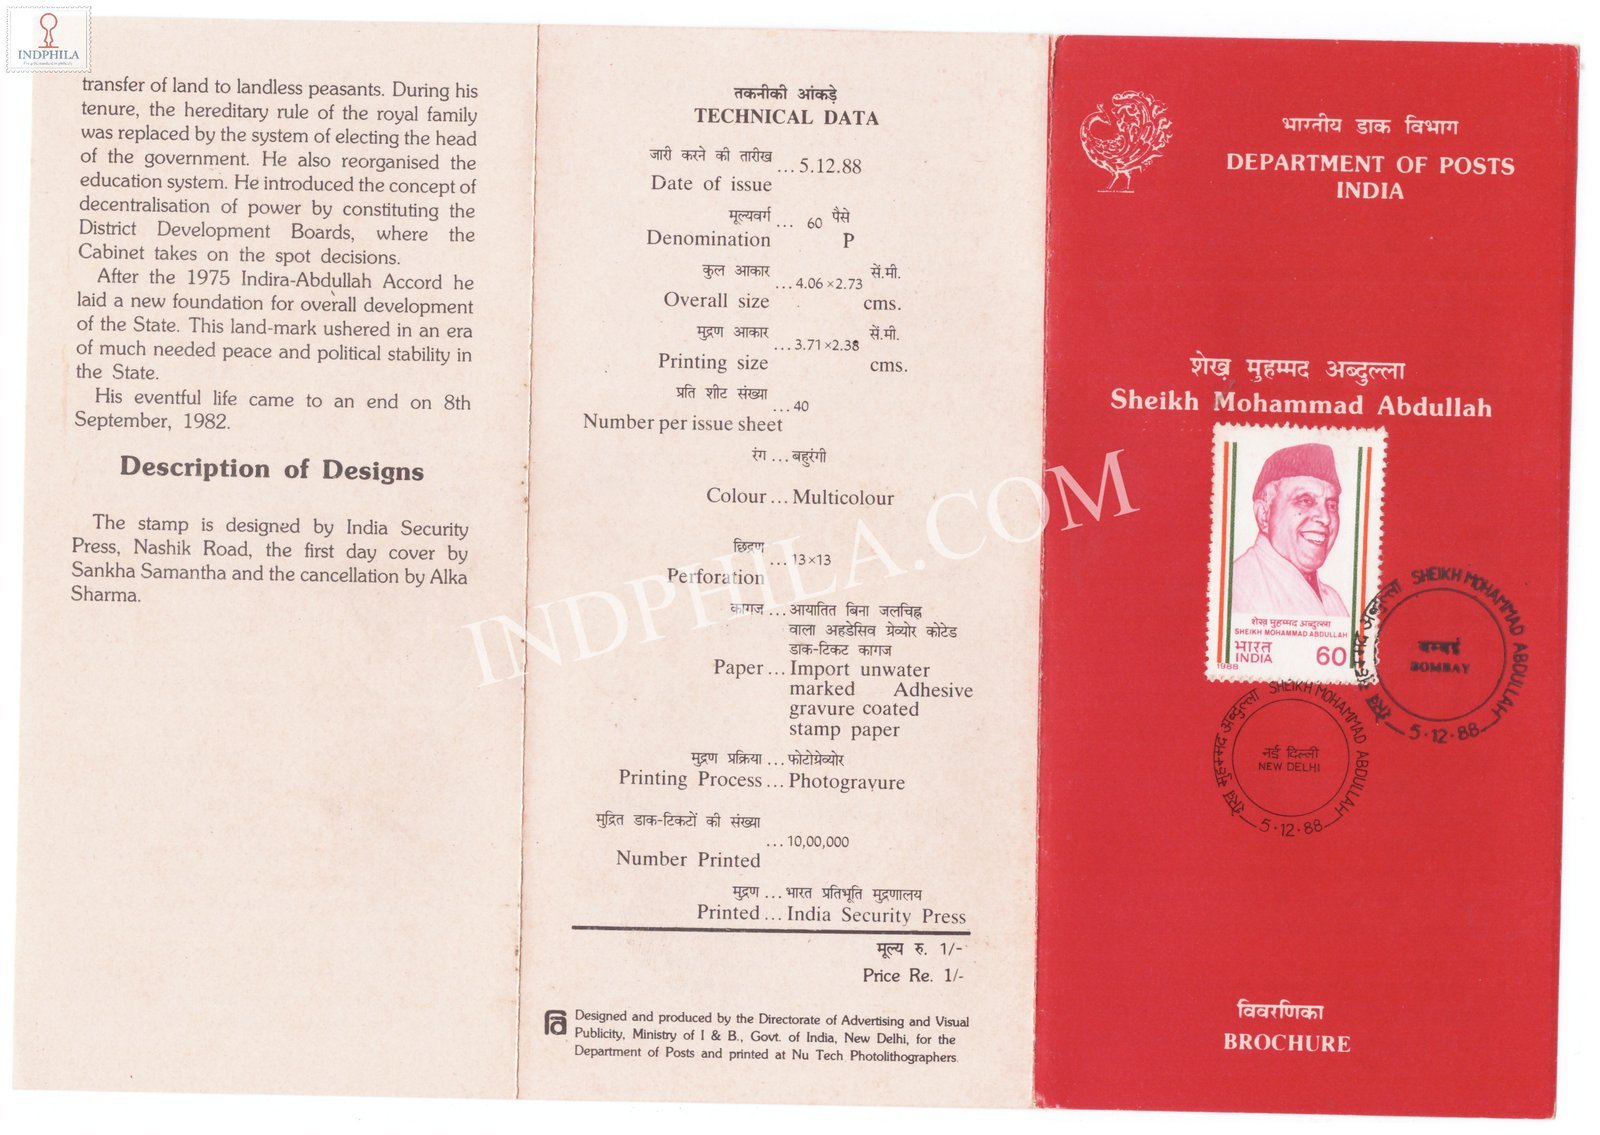 INDPHILA
transfer of land to landless peasants. During his
tenure, the hereditary rule of the royal family
was replaced by the system of electing the head
of the government. He also reorganised the
education system. He introduced the concept of
decentralisation of power by constituting the
District Development Boards, where the
Cabinet takes on the spot decisions.
After the 1975 Indira-Abdullah Accord he
laid a new foundation for overall development
of the State. This land-mark ushered in an era
of much needed peace and political stability in
the State.
His eventful life came to an end on 8th
September, 1982.
Description of Designs
The stamp is designed by India Security
Press, Nashik Road, the first day cover by
Sankha Samantha and the cancellation by Alka
Sharma.
तकनीकी आंकड़े
TECHNICAL DATA
जारी करने की तारीख
...5.12.88
Date of issue
मूल्यवर्ग ... 60 पैसे
Denomination P
कुल आकार सें.मी.
...4.06×2.73
Overall size cms.
मुद्रण आकार सें.मी.
...3.71×2.38
Printing size cms.
प्रति शीट संख्या
...40
Number per issue sheet
रंग ... बहुरंगी
Colour ... Multicolour
छिद्रण
...13×13
Perforation
कागज ... आयातित बिना जलचिह्न
वाला अहडेसिव ग्रेव्योर कोटेड
डाक-टिकट कागज
Paper ... Import unwater
marked Adhesive
gravure coated
stamp paper
मुद्रण प्रक्रिया ... फोटोग्रेव्योर
Printing Process ... Photogravure
मुद्रित डाक-टिकटों की संख्या
...10,00,000
Number Printed
मुद्रण ... भारत प्रतिभूति मुद्रणालय
Printed ... India Security Press
मूल्य रु. 1/-
Price Re. 1/-
Designed and produced by the Directorate of Advertising and Visual
Publicity, Ministry of I & B., Govt. of India, New Delhi, for the
Department of Posts and printed at Nu Tech Photolithographers.
भारतीय डाक विभाग
DEPARTMENT OF POSTS
INDIA
शेख़ मुहम्मद अब्दुल्ला
Sheikh Mohammad Abdullah
शेख मुहम्मद अब्दुल्ला
SHEIKH MOHAMMAD ABDULLAH
भारत
INDIA 60
1988
शेख मुहम्मद अब्दुल्ला SHEIKH MOHAMMAD ABDULLAH
बम्बई
BOMBAY
5.12.88
शेख मुहम्मद अब्दुल्ला SHEIKH MOHAMMAD ABDULLAH
नई दिल्ली
NEW DELHI
5.12.88
विवरणिका
BROCHURE
INDPHILA.COM